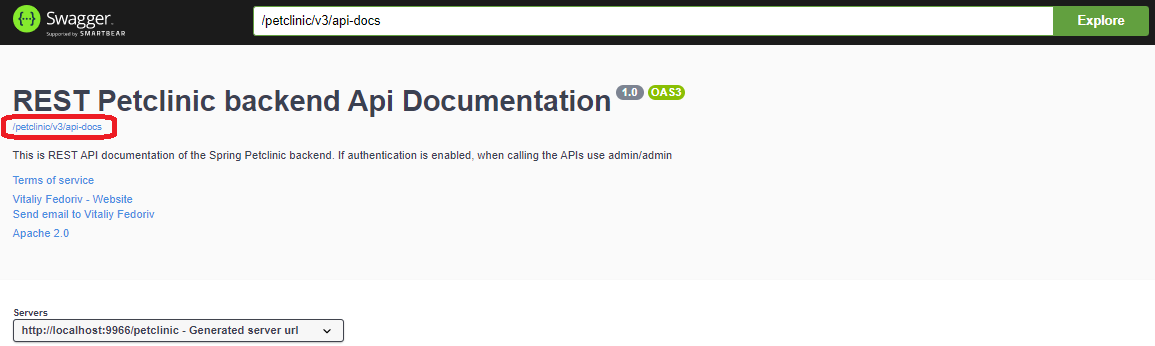 Swagger.
Supported by SMARTBEAR
/petclinic/v3/api-docs
Explore
REST Petclinic backend Api Documentation 1.0 OAS3
/petclinic/v3/api-docs
This is REST API documentation of the Spring Petclinic backend. If authentication is enabled, when calling the APIs use admin/admin
Terms of service
Vitaliy Fedoriv - Website
Send email to Vitaliy Fedoriv
Apache 2.0
Servers
http://localhost:9966/petclinic - Generated server url